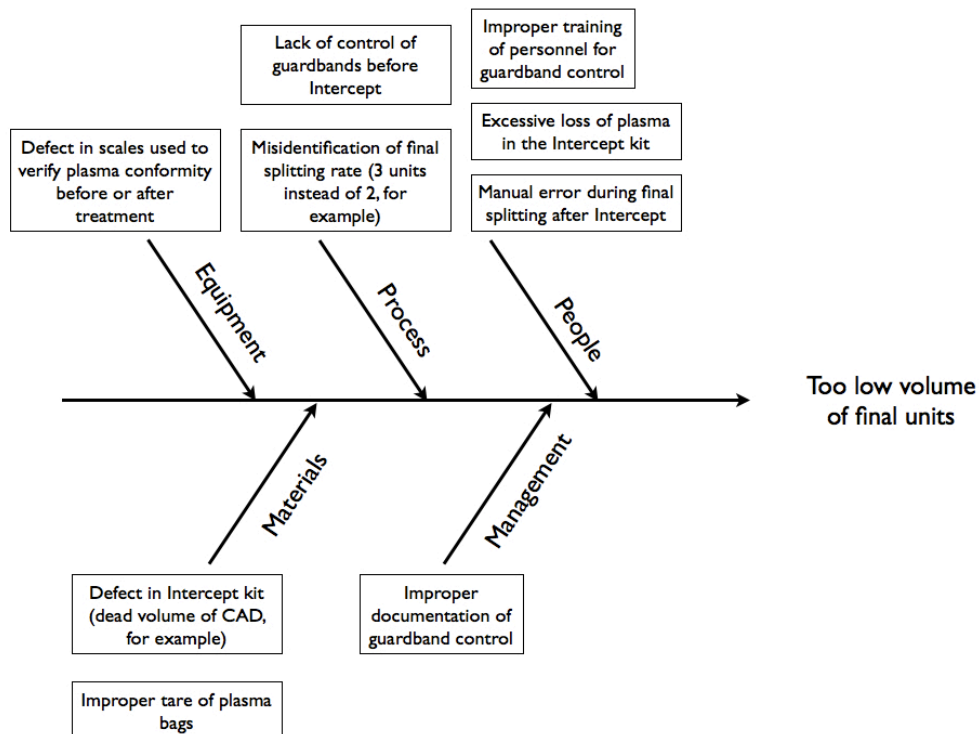 Lack of control of
guardbands before
Intercept
Improper training
of personnel for
guardband control
Defect in scales used to
verify plasma conformity
before or after
treatment
Misidentification of final
splitting rate (3 units
instead of 2, for
example)
Excessive loss of plasma
in the Intercept kit
Manual error during final
splitting after Intercept
Equipment
Process
People
Too low volume
of final units
Materials
Management
Defect in Intercept kit
(dead volume of CAD,
for example)
Improper
documentation of
guardband control
Improper tare of plasma
bags